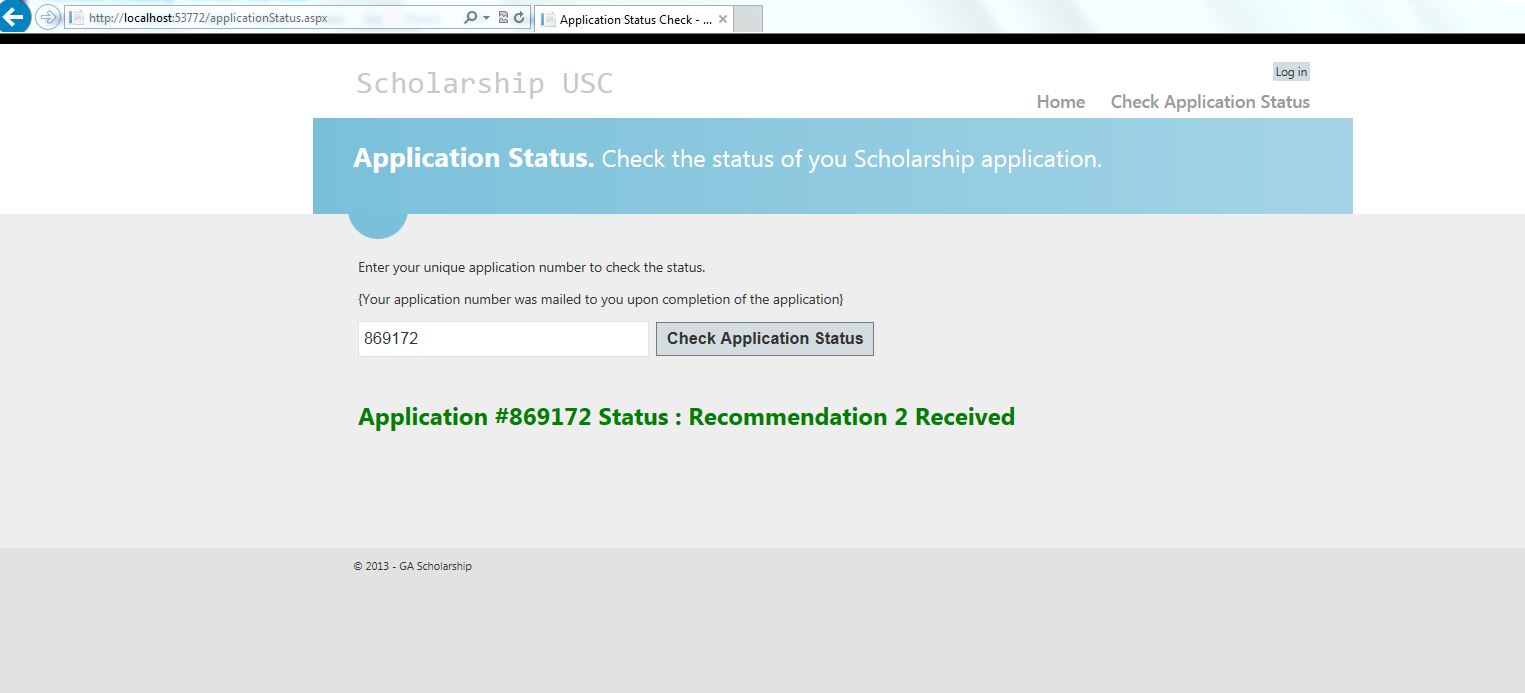 http://localhost:53772/applicationStatus.aspx
Application Status Check - ...
Scholarship USC
Log in
Home Check Application Status
Application Status. Check the status of you Scholarship application.
Enter your unique application number to check the status.
{Your application number was mailed to you upon completion of the application}
869172 Check Application Status
Application #869172 Status : Recommendation 2 Received
© 2013 - GA Scholarship